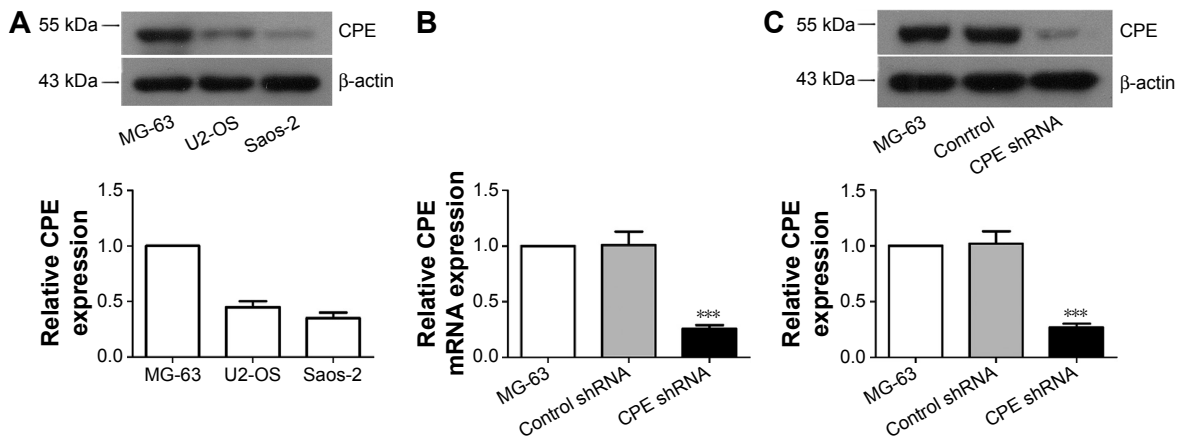 A
55 kDa
CPE
43 kDa
β-actin
MG-63
U2-OS
Saos-2
Relative CPE
expression
1.5
1.0
0.5
0.0
MG-63
U2-OS
Saos-2
B
Relative CPE
mRNA expression
1.5
1.0
0.5
0.0
***
MG-63
Control shRNA
CPE shRNA
C
55 kDa
CPE
43 kDa
β-actin
MG-63
Conrtrol
CPE shRNA
Relative CPE
expression
1.5
1.0
0.5
0.0
***
MG-63
Control shRNA
CPE shRNA